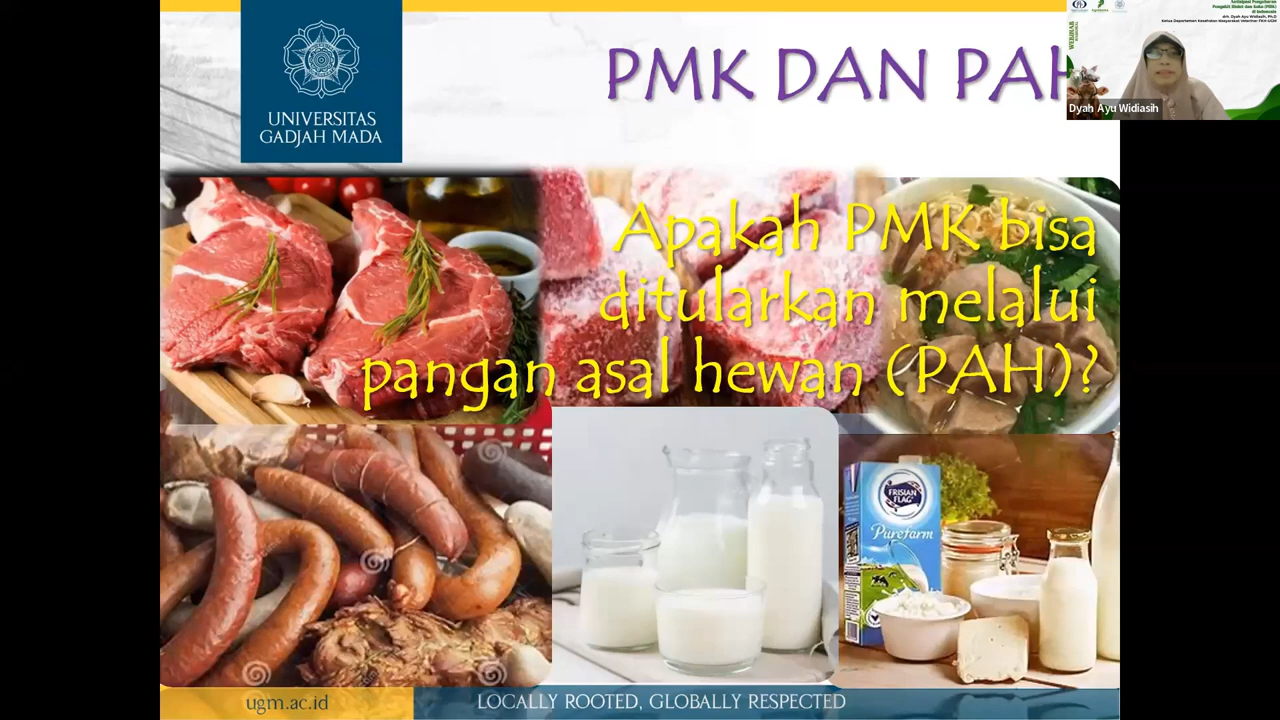 UNIVERSITAS
GADJAH MADA
PMK DAN PAH
Dyah Ayu Widiasih
Apakah PMK bisa
ditularkan melalui
pangan asal hewan (PAH)?
FRISIAN
FLAG
Purefarm
ugm.ac.id
LOCALLY ROOTED, GLOBALLY RESPECTED